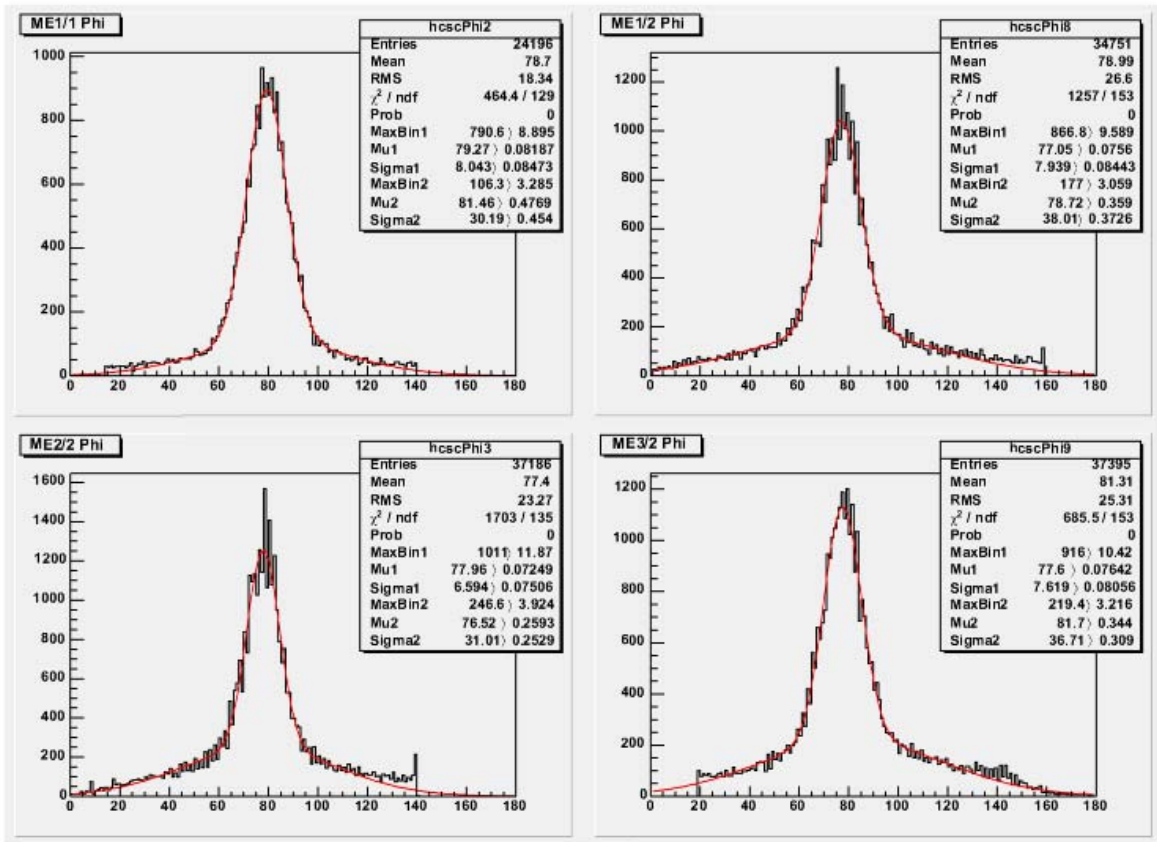 ME1/1 Phi
hcscPhi2
Entries 24196
Mean 78.7
RMS 18.34
χ² / ndf 464.4 / 129
Prob 0
MaxBin1 790.6 〉 8.895
Mu1 79.27 〉 0.08187
Sigma1 8.043 〉 0.08473
MaxBin2 106.3 〉 3.285
Mu2 81.46 〉 0.4769
Sigma2 30.19 〉 0.454
1000
800
600
400
200
0
0 20 40 60 80 100 120 140 160 180
ME1/2 Phi
hcscPhi8
Entries 34751
Mean 78.99
RMS 26.6
χ² / ndf 1257 / 153
Prob 0
MaxBin1 866.8 〉 9.589
Mu1 77.05 〉 0.0756
Sigma1 7.939 〉 0.08443
MaxBin2 177 〉 3.059
Mu2 78.72 〉 0.359
Sigma2 38.01 〉 0.3726
1200
1000
800
600
400
200
0
0 20 40 60 80 100 120 140 160 180
ME2/2 Phi
hcscPhi3
Entries 37186
Mean 77.4
RMS 23.27
χ² / ndf 1703 / 135
Prob 0
MaxBin1 1011 〉 11.87
Mu1 77.96 〉 0.07249
Sigma1 6.594 〉 0.07506
MaxBin2 246.6 〉 3.924
Mu2 76.52 〉 0.2593
Sigma2 31.01 〉 0.2529
1600
1400
1200
1000
800
600
400
200
0
0 20 40 60 80 100 120 140 160 180
ME3/2 Phi
hcscPhi9
Entries 37395
Mean 81.31
RMS 25.31
χ² / ndf 685.5 / 153
Prob 0
MaxBin1 916 〉 10.42
Mu1 77.6 〉 0.07642
Sigma1 7.619 〉 0.08056
MaxBin2 219.4 〉 3.216
Mu2 81.7 〉 0.344
Sigma2 36.71 〉 0.309
1200
1000
800
600
400
200
0
0 20 40 60 80 100 120 140 160 180